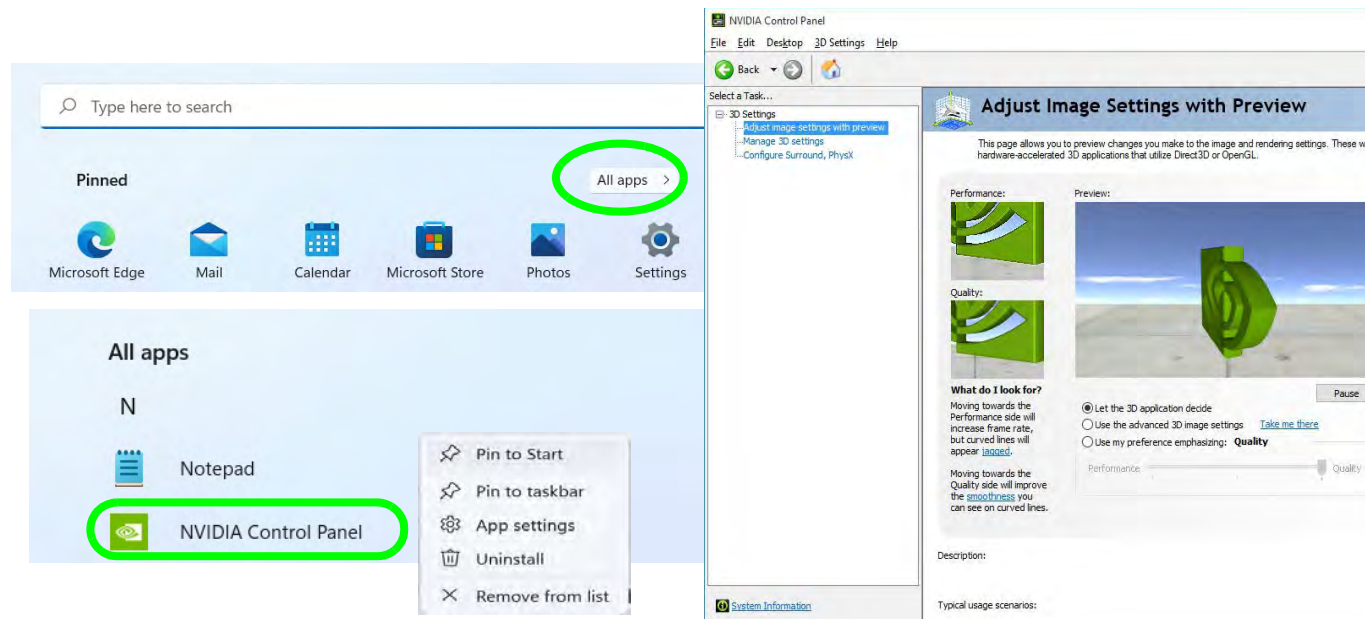 Type here to search
Pinned
All apps >
Microsoft Edge
Mail
Calendar
Microsoft Store
Photos
Settings
All apps
N
Notepad
NVIDIA Control Panel
Pin to Start
Pin to taskbar
App settings
Uninstall
Remove from list
NVIDIA Control Panel
File Edit Desktop 3D Settings Help
Back
Select a Task...
3D Settings
Adjust image settings with preview
Manage 3D settings
Configure Surround, PhysX
System Information
Adjust Image Settings with Preview
This page allows you to preview changes you make to the image and rendering settings. These w
hardware-accelerated 3D applications that utilize Direct3D or OpenGL.
Performance:
Preview:
Quality:
What do I look for?
Moving towards the
Performance side will
increase frame rate,
but curved lines will
appear jagged.
Moving towards the
Quality side will improve
the smoothness you
can see on curved lines.
Pause
Let the 3D application decide
Use the advanced 3D image settings Take me there
Use my preference emphasizing: Quality
Performance Quality
Description:
Typical usage scenarios: